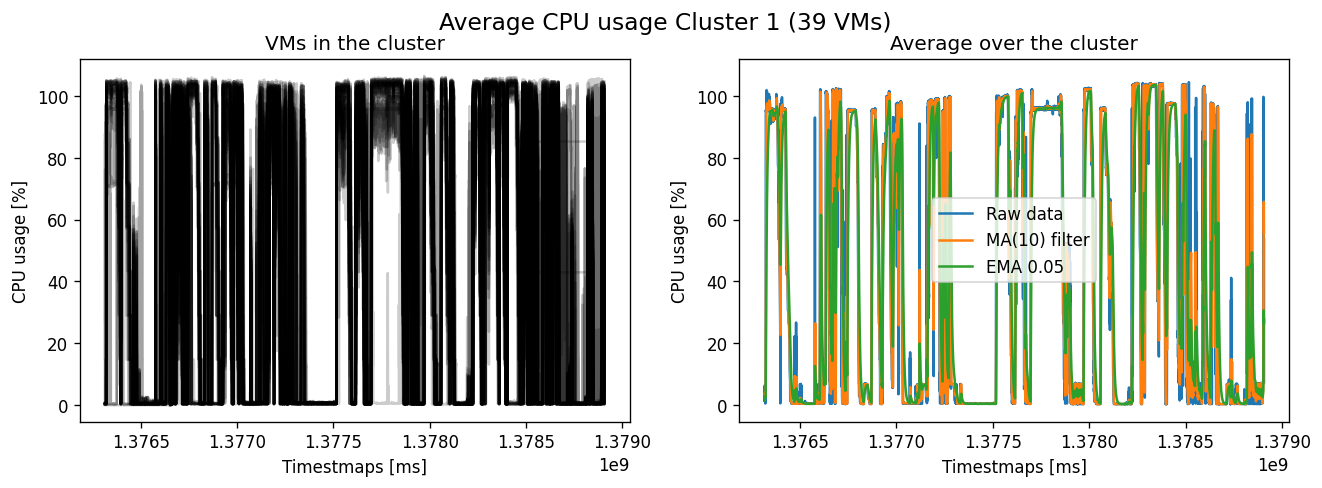 Average CPU usage Cluster 1 (39 VMs)
VMs in the cluster
CPU usage [%]
100
80
60
40
20
0
1.3765 1.3770 1.3775 1.3780 1.3785 1.3790
Timestmaps [ms]
1e9
Average over the cluster
CPU usage [%]
100
80
60
40
20
0
Raw data
MA(10) filter
EMA 0.05
1.3765 1.3770 1.3775 1.3780 1.3785 1.3790
Timestmaps [ms]
1e9